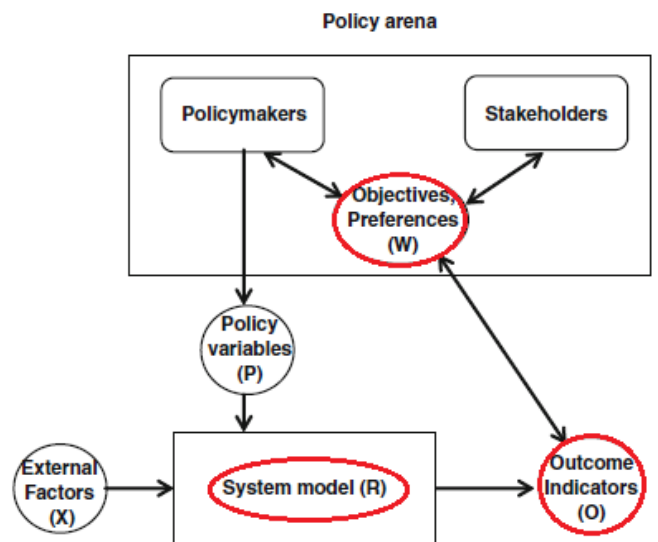 Policy arena
Policymakers
Stakeholders
Objectives,
Preferences
(W)
Policy
variables
(P)
External
Factors
(X)
System model (R)
Outcome
Indicators
(O)